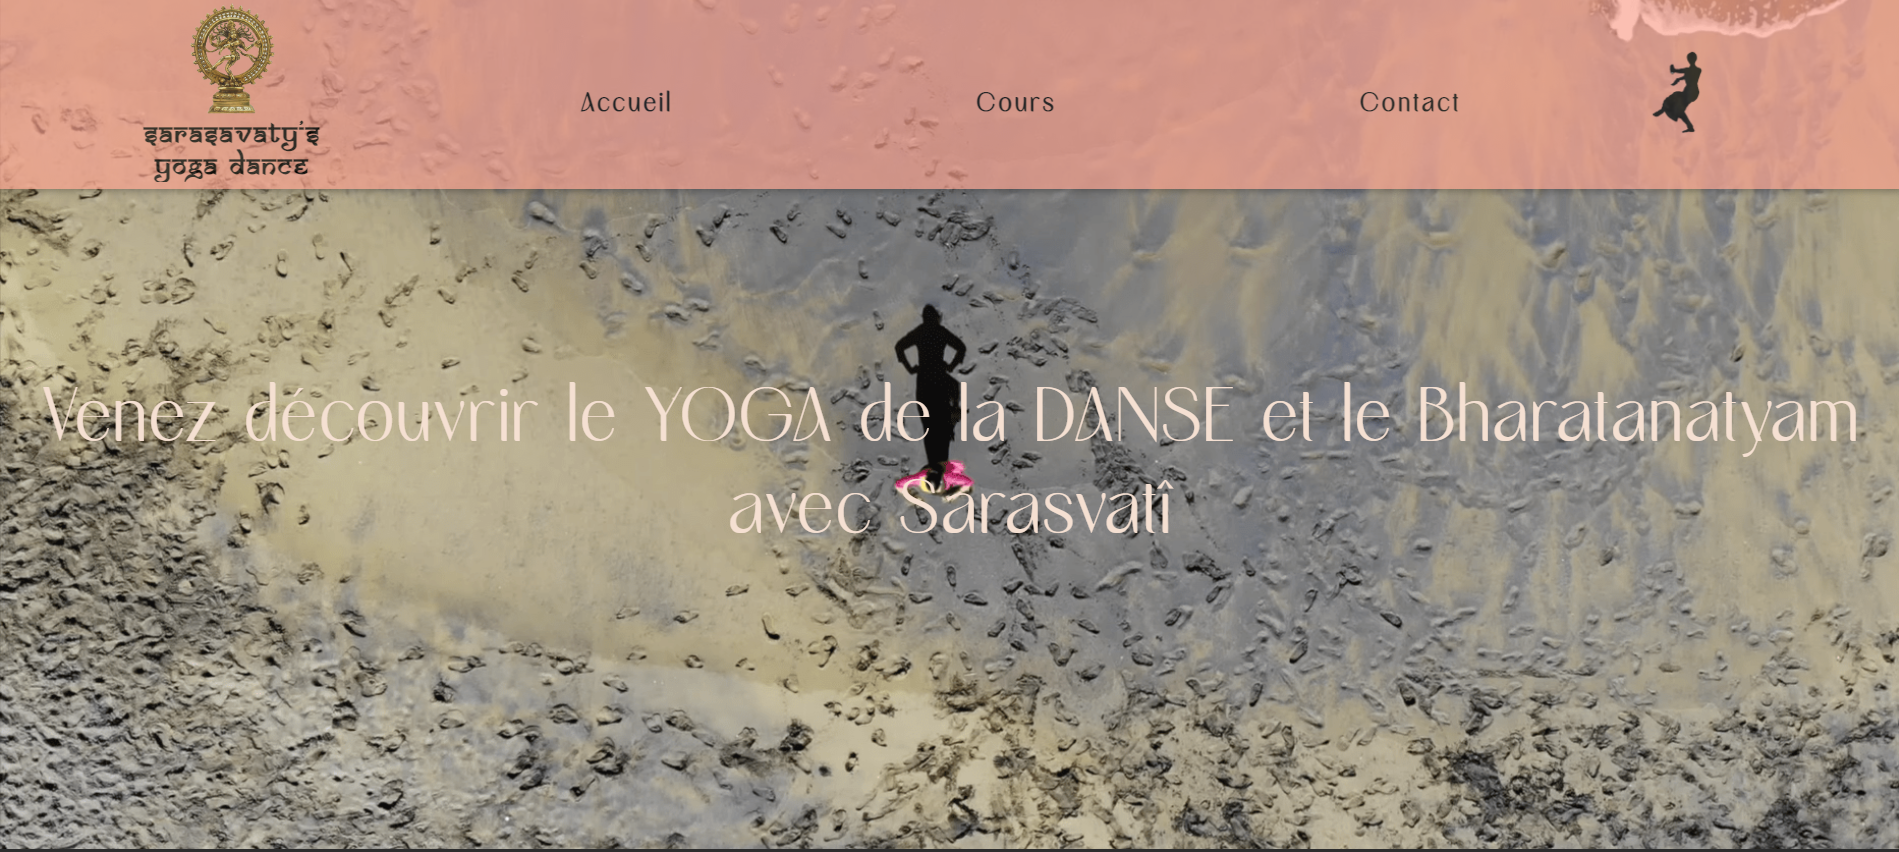 sarasavaty's
yoga dance
Accueil
Cours
Contact
Venez découvrir le YOGA de la DANSE et le Bharatanatyam
avec Sarasvatî